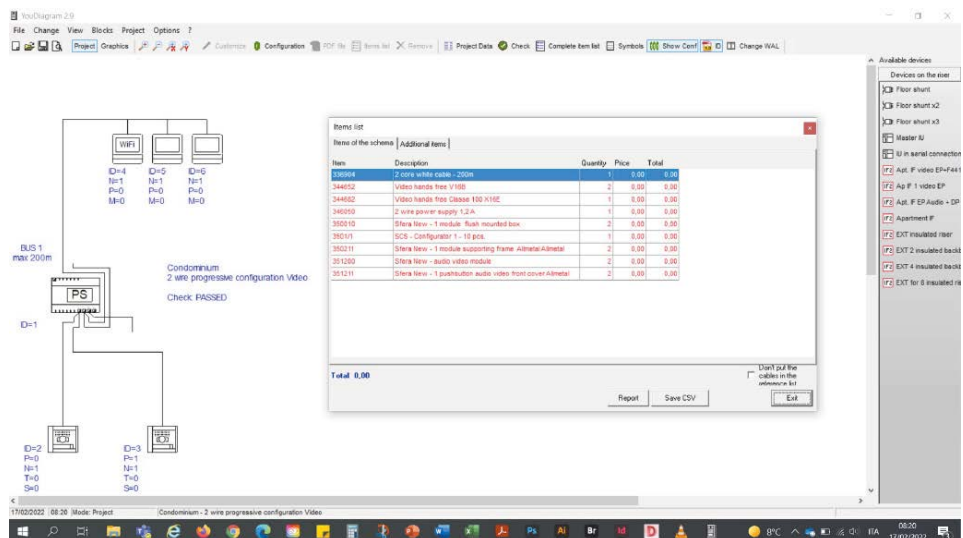 YouDiagram 2.9
File Change View Blocks Project Options ?
Project Graphics Customize Configuration PDF file Items list Remove Project Data Check Complete item list Symbols Show Conf ID Change WAL
Available devices
Devices on the riser
Floor shunt
Floor shunt x2
Floor shunt x3
Master IU
IU in serial connection
Apt. IF video EP+F441
Ap IF 1 video EP
Apt. IF EP Audio + DP
Apartment IF
EXT insulated riser
EXT 2 insulated backb
EXT 4 insulated backb
EXT for 6 insulated ris
WiFi
ID=4 ID=5 ID=6
N=1 N=1 N=1
P=0 P=0 P=0
M=0 M=0 M=0
BUS 1
max 200m
PS
ID=1
Condominium
2 wire progressive configuration Video
Check: PASSED
ID=2 ID=3
P=0 P=1
N=1 N=1
T=0 T=0
S=0 S=0
Items list
Items of the schema Additional items
Item Description Quantity Price Total
336904 2 core white cable - 200m 1 0,00 0,00
344652 Video hands free V16B 2 0,00 0,00
344682 Video hands free Classe 100 X16E 1 0,00 0,00
346050 2 wire power supply 1,2 A 1 0,00 0,00
350010 Sfera New - 1 module flush mounted box 2 0,00 0,00
3501/1 SCS - Configurator 1 - 10 pcs. 1 0,00 0,00
350211 Sfera New - 1 module supporting frame Allmetal Allmetal 2 0,00 0,00
351200 Sfera New - audio video module 2 0,00 0,00
351211 Sfera New - 1 pushbutton audio video front cover Allmetal 2 0,00 0,00
Total 0,00
Don't put the
cables in the
reference list
Report Save CSV Exit
17/02/2022 08:20 Mode: Project Condominium - 2 wire progressive configuration Video
8°C ITA 08:20
17/02/2022